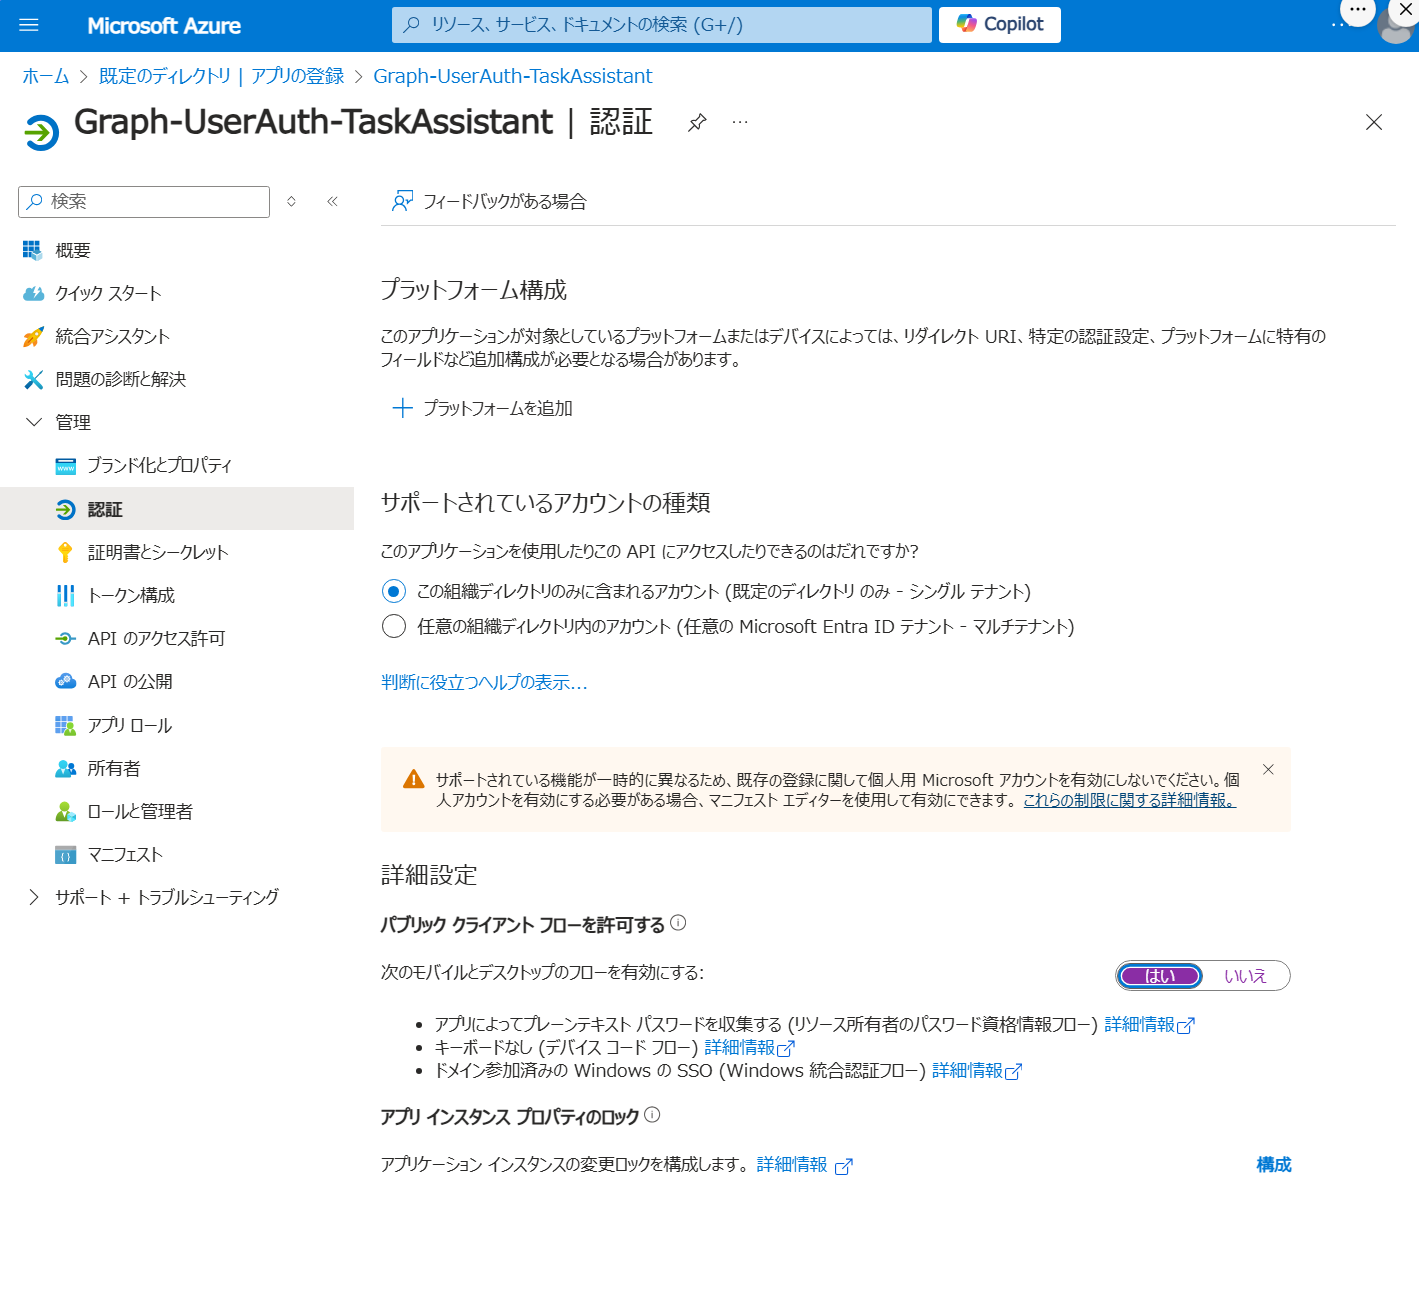 Microsoft Azure
リソース、サービス、ドキュメントの検索 (G+/)
Copilot
ホーム > 既定のディレクトリ | アプリの登録 > Graph-UserAuth-TaskAssistant
Graph-UserAuth-TaskAssistant | 認証
検索
フィードバックがある場合
概要
クイック スタート
統合アシスタント
問題の診断と解決
管理
ブランド化とプロパティ
認証
証明書とシークレット
トークン構成
API のアクセス許可
API の公開
アプリ ロール
所有者
ロールと管理者
マニフェスト
サポート + トラブルシューティング
プラットフォーム構成
このアプリケーションが対象としているプラットフォームまたはデバイスによっては、リダイレクト URI、特定の認証設定、プラットフォームに特有の
フィールドなど追加構成が必要となる場合があります。
プラットフォームを追加
サポートされているアカウントの種類
このアプリケーションを使用したりこの API にアクセスしたりできるのはだれですか?
この組織ディレクトリのみに含まれるアカウント (既定のディレクトリ のみ - シングル テナント)
任意の組織ディレクトリ内のアカウント (任意の Microsoft Entra ID テナント - マルチテナント)
判断に役立つヘルプの表示...
サポートされている機能が一時的に異なるため、既存の登録に関して個人用 Microsoft アカウントを有効にしないでください。個
人アカウントを有効にする必要がある場合、マニフェスト エディターを使用して有効にできます。これらの制限に関する詳細情報。
詳細設定
パブリック クライアント フローを許可する
次のモバイルとデスクトップのフローを有効にする:
はい いいえ
• アプリによってプレーンテキスト パスワードを収集する (リソース所有者のパスワード資格情報フロー) 詳細情報
• キーボードなし (デバイス コード フロー) 詳細情報
• ドメイン参加済みの Windows の SSO (Windows 統合認証フロー) 詳細情報
アプリ インスタンス プロパティのロック
アプリケーション インスタンスの変更ロックを構成します。 詳細情報
構成